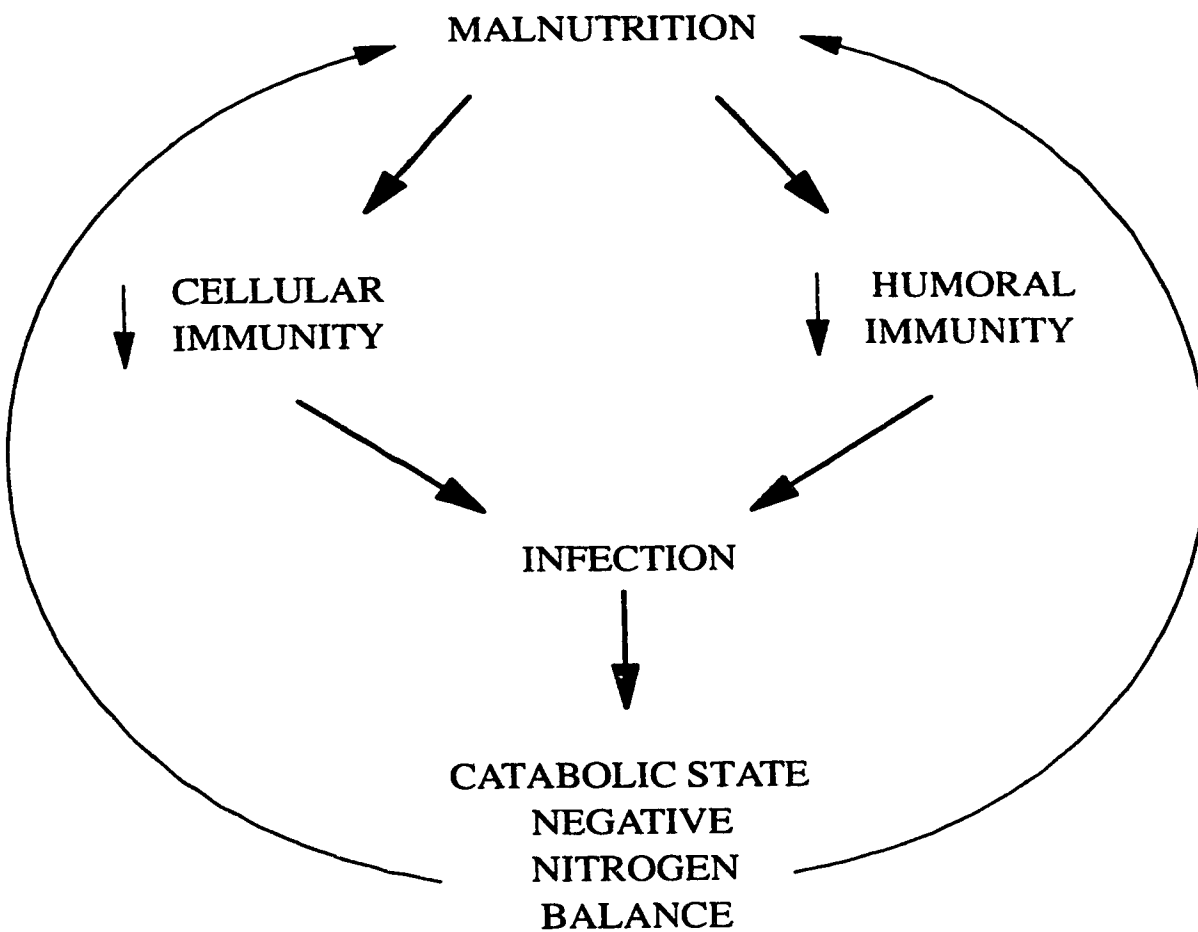 MALNUTRITION
CELLULAR
IMMUNITY
HUMORAL
IMMUNITY
INFECTION
CATABOLIC STATE
NEGATIVE
NITROGEN
BALANCE